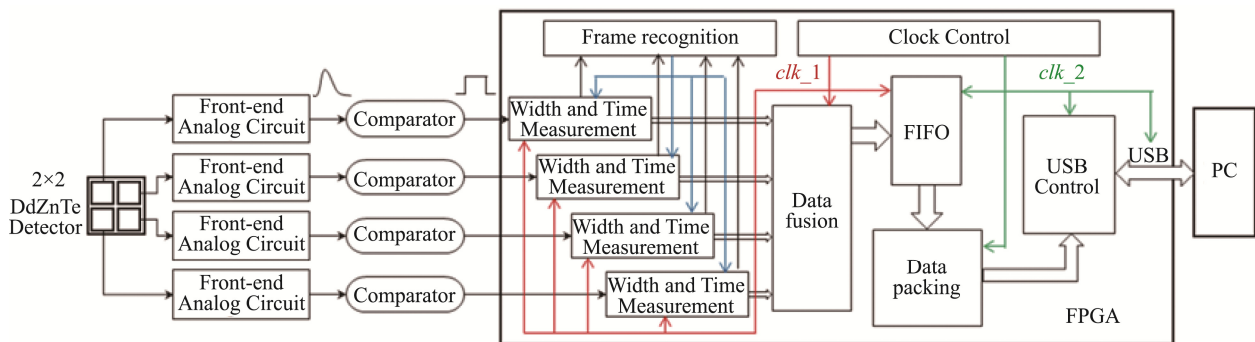 Frame recognition
Clock Control
clk_1
clk_2
Front-end
Analog Circuit
Comparator
Width and Time
Measurement
FIFO
USB
Control
USB
PC
2×2
DdZnTe
Detector
Front-end
Analog Circuit
Comparator
Width and Time
Measurement
Data
fusion
Front-end
Analog Circuit
Comparator
Width and Time
Measurement
Data
packing
Front-end
Analog Circuit
Comparator
Width and Time
Measurement
FPGA